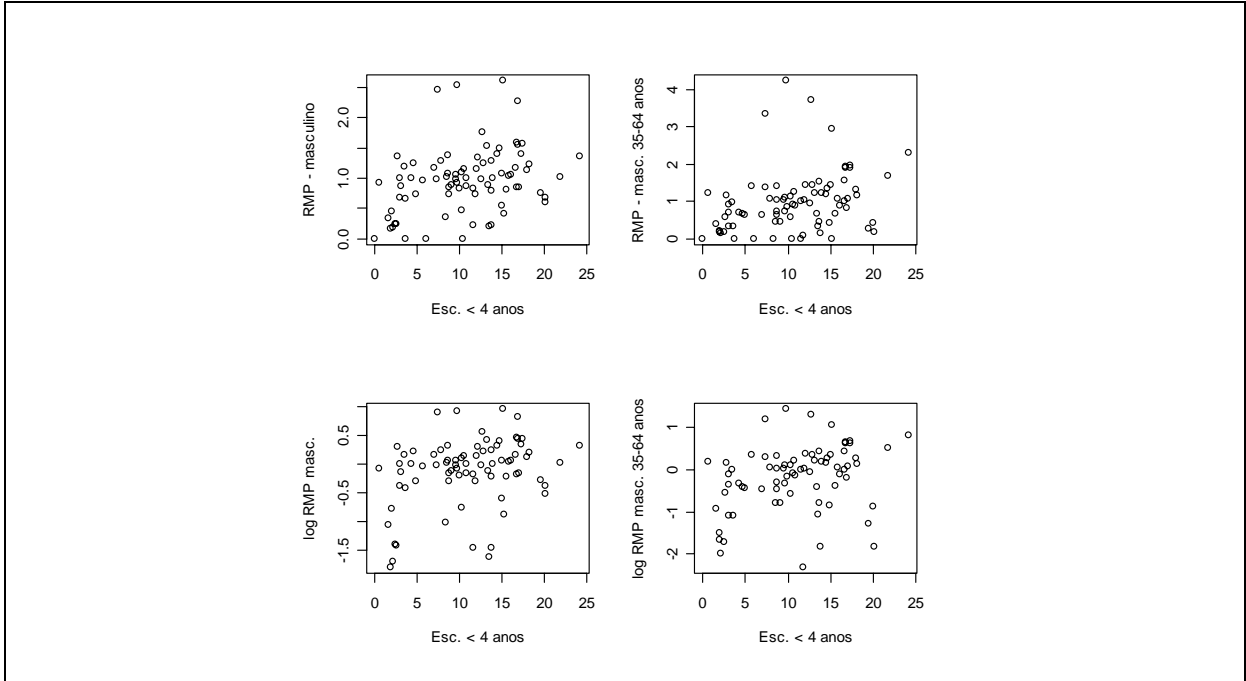 RMP - masculino
0.0 1.0 2.0
0 5 10 15 20 25
Esc. < 4 anos
RMP - masc. 35-64 anos
0 1 2 3 4
0 5 10 15 20 25
Esc. < 4 anos
log RMP masc.
-1.5 -0.5 0.5
0 5 10 15 20 25
Esc. < 4 anos
log RMP masc. 35-64 anos
-2 -1 0 1
0 5 10 15 20 25
Esc. < 4 anos